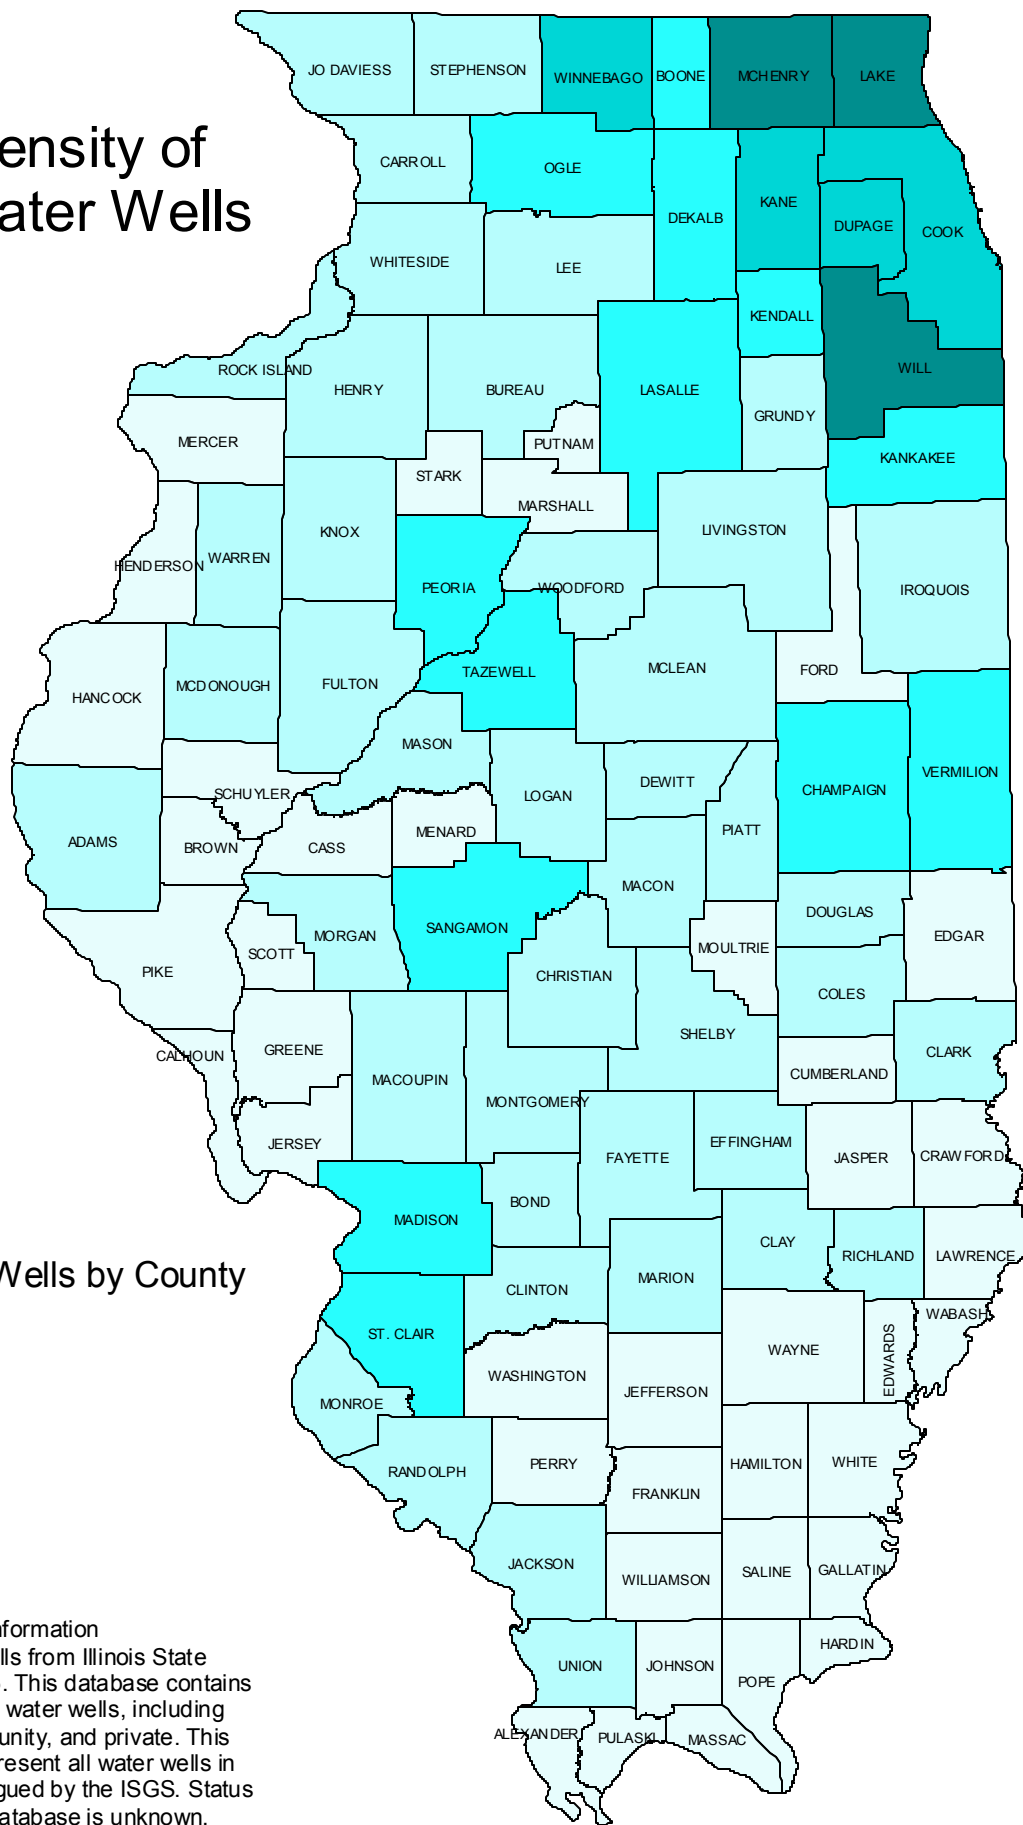 ensity of
ater Wells
JO DAVIESS
STEPHENSON
WINNEBAGO
BOONE
MCHENRY
LAKE
CARROLL
OGLE
DEKALB
KANE
DUPAGE
COOK
WHITESIDE
LEE
KENDALL
ROCK ISLAND
HENRY
BUREAU
LASALLE
GRUNDY
WILL
MERCER
PUTNAM
KANKAKEE
STARK
MARSHALL
KNOX
LIVINGSTON
HENDERSON
WARREN
PEORIA
WOODFORD
IROQUOIS
HANCOCK
MCDONOUGH
FULTON
TAZEWELL
MCLEAN
FORD
MASON
LOGAN
DEWITT
CHAMPAIGN
VERMILION
SCHUYLER
ADAMS
BROWN
CASS
MENARD
PIATT
MACON
SANGAMON
DOUGLAS
EDGAR
PIKE
SCOTT
MORGAN
CHRISTIAN
MOULTRIE
COLES
CALHOUN
GREENE
MACOUPIN
MONTGOMERY
SHELBY
CUMBERLAND
CLARK
JERSEY
FAYETTE
EFFINGHAM
JASPER
CRAWFORD
MADISON
BOND
CLAY
RICHLAND
LAWRENCE
Wells by County
CLINTON
MARION
WABASH
ST. CLAIR
WASHINGTON
JEFFERSON
WAYNE
EDWARDS
MONROE
RANDOLPH
PERRY
FRANKLIN
HAMILTON
WHITE
JACKSON
WILLIAMSON
SALINE
GALLATIN
UNION
JOHNSON
POPE
HARDIN
ALEXANDER
PULASKI
MASSAC
nformation
lls from Illinois State
. This database contains
water wells, including
unity, and private. This
resent all water wells in
gued by the ISGS. Status
atabase is unknown.